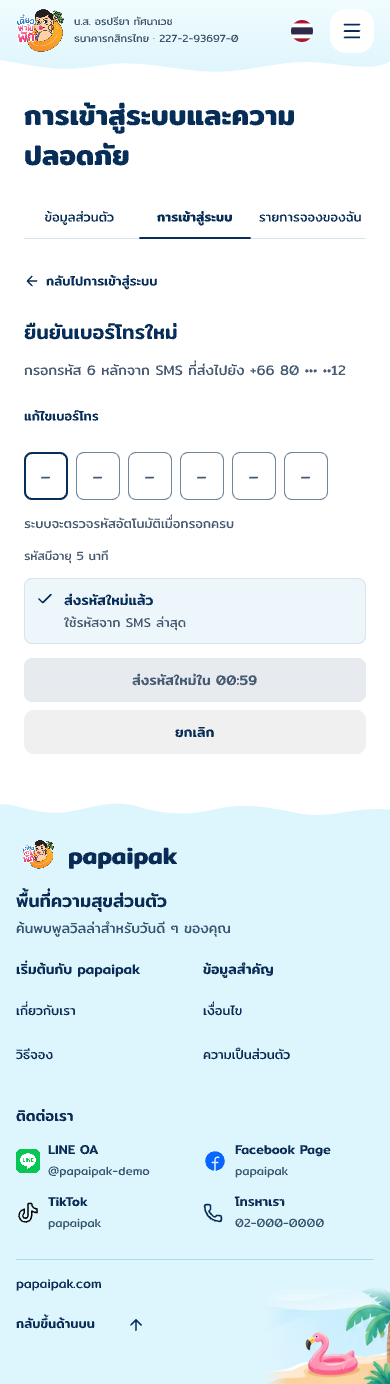 น.ส. อรปรียา ทัศนาเวช
ธนาคารกสิกรไทย · 227-2-93697-0
การเข้าสู่ระบบและความ
ปลอดภัย
ข้อมูลส่วนตัว
การเข้าสู่ระบบ
รายการจองของฉัน
กลับไปการเข้าสู่ระบบ
ยืนยันเบอร์โทรใหม่
กรอกรหัส 6 หลักจาก SMS ที่ส่งไปยัง +66 80 ••• ••12
แก้ไขเบอร์โทร
– – – – – –
ระบบจะตรวจรหัสอัตโนมัติเมื่อกรอกครบ
รหัสมีอายุ 5 นาที
ส่งรหัสใหม่แล้ว
ใช้รหัสจาก SMS ล่าสุด
ส่งรหัสใหม่ใน 00:59
ยกเลิก
papaipak
พื้นที่ความสุขส่วนตัว
ค้นพบพูลวิลล่าสำหรับวันดี ๆ ของคุณ
เริ่มต้นกับ papaipak
ข้อมูลสำคัญ
เกี่ยวกับเรา
เงื่อนไข
วิธีจอง
ความเป็นส่วนตัว
ติดต่อเรา
LINE OA
@papaipak-demo
Facebook Page
papaipak
TikTok
papaipak
โทรหาเรา
02-000-0000
papaipak.com
กลับขึ้นด้านบน